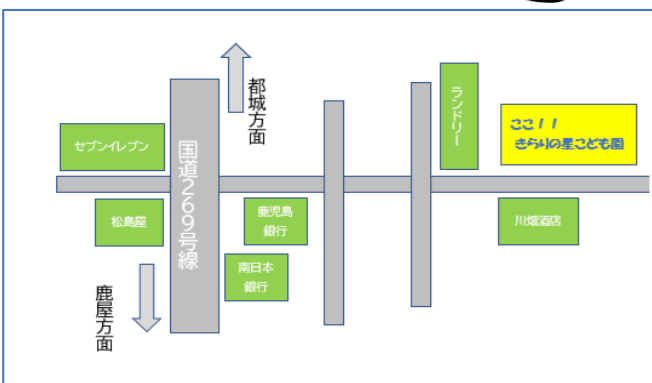 都城方面
ランドリー
ここ！！
きらりの星こども園
セブンイレブン
国道269号線
松島屋
鹿児島
銀行
川畑酒店
南日本
銀行
鹿屋方面